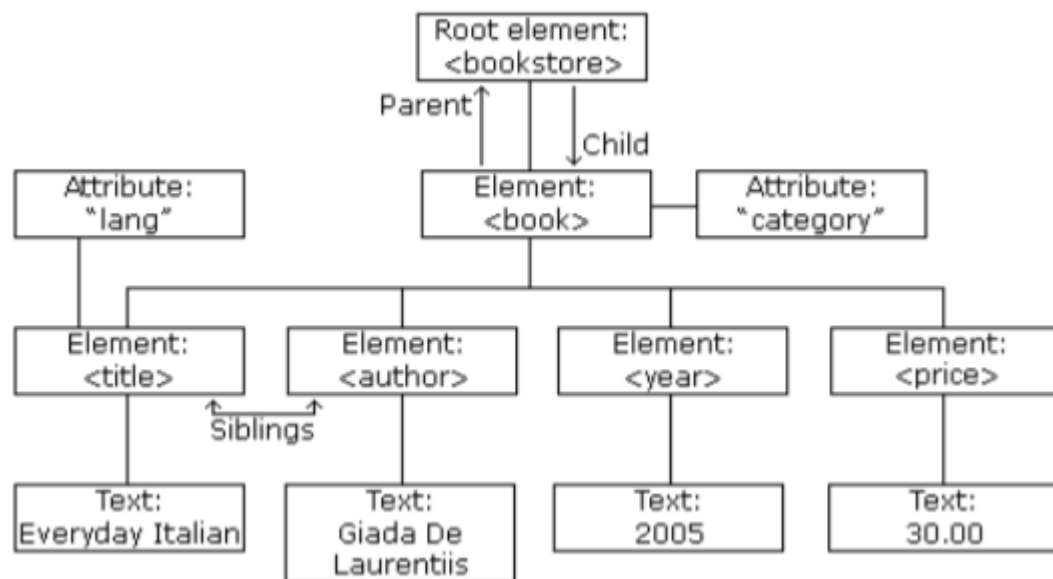 Root element:
<bookstore>
Parent
Child
Attribute:
“lang”
Element:
<book>
Attribute:
“category”
Element:
<title>
Element:
<author>
Element:
<year>
Element:
<price>
Siblings
Text:
Everyday Italian
Text:
Giada De
Laurentiis
Text:
2005
Text:
30.00